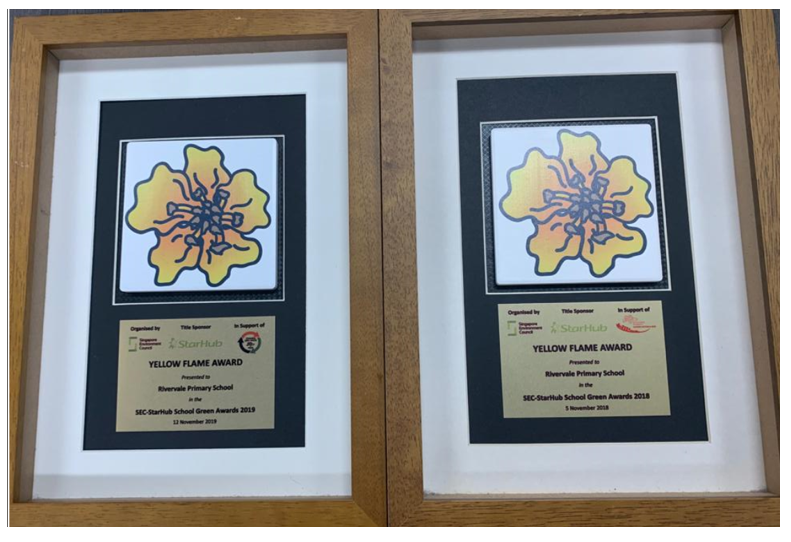 Organised by Title Sponsor In Support of
Singapore Environment Council StarHub
YELLOW FLAME AWARD
Presented to
Rivervale Primary School
in the
SEC-StarHub School Green Awards 2019
12 November 2019
Organised by Title Sponsor In Support of
Singapore Environment Council StarHub
YELLOW FLAME AWARD
Presented to
Rivervale Primary School
in the
SEC-StarHub School Green Awards 2018
5 November 2018